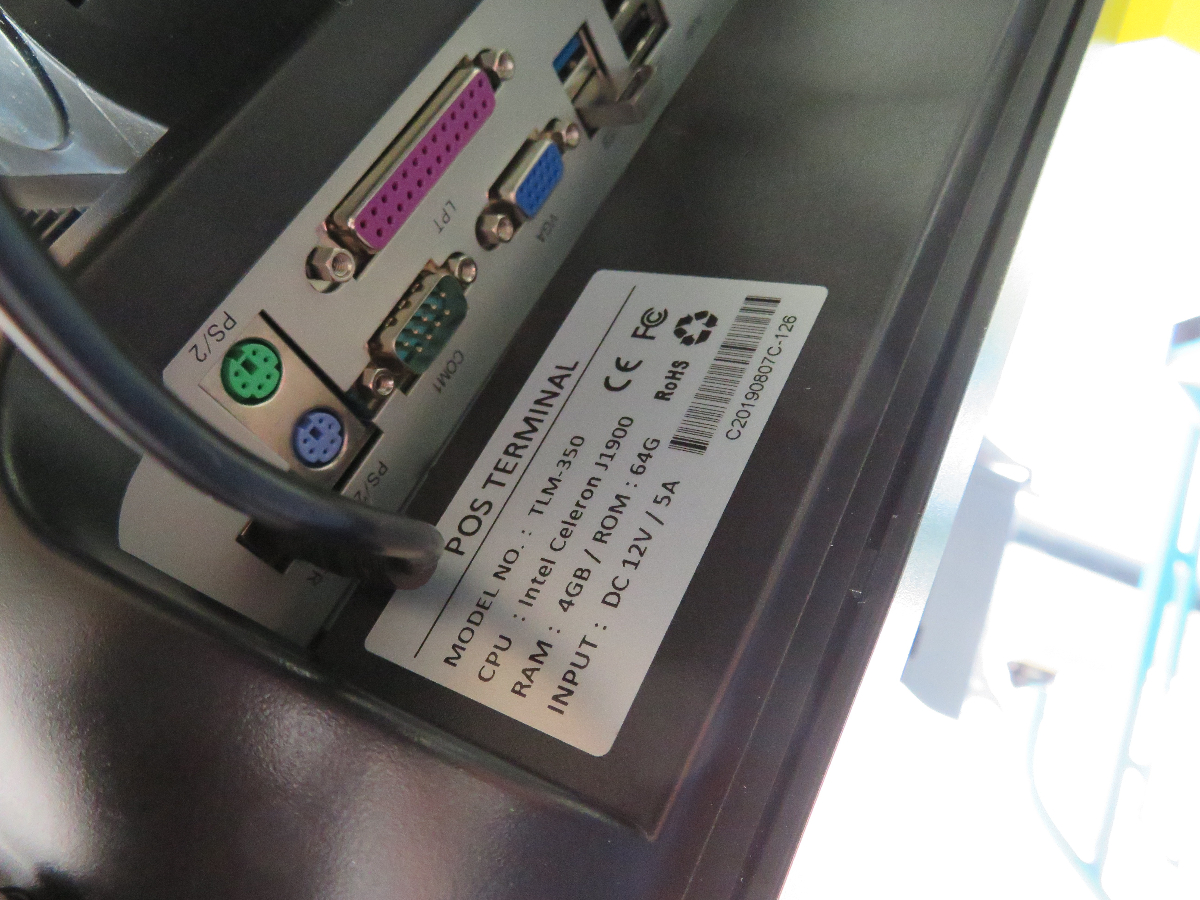 PS/2
LPT
VGA
COM1
PS/2
POS TERMINAL
MODEL NO. : TLM-350
CPU : Intel Celeron J1900
RAM : 4GB / ROM : 64G
INPUT : DC 12V / 5A
CE FC
RoHS
C20190807C-126